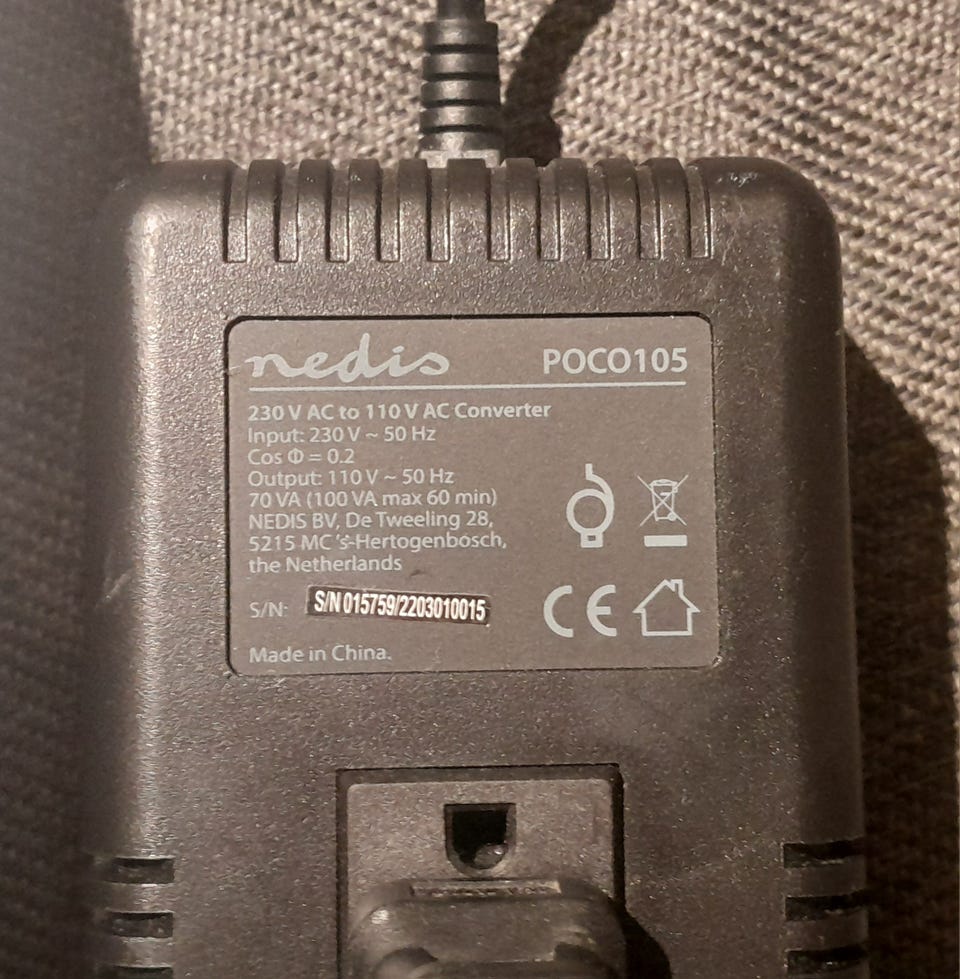 nedis POCO105
230 V AC to 110 V AC Converter
Input: 230 V ~ 50 Hz
Cos Φ = 0.2
Output: 110 V ~ 50 Hz
70 VA (100 VA max 60 min)
NEDIS BV, De Tweeling 28,
5215 MC 's-Hertogenbosch,
the Netherlands
S/N: S/N 015759/2203010015
CE
Made in China.